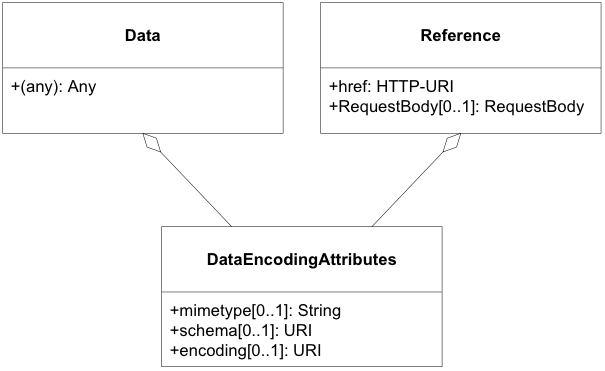 Data
+(any): Any
Reference
+href: HTTP-URI
+RequestBody[0..1]: RequestBody
DataEncodingAttributes
+mimetype[0..1]: String
+schema[0..1]: URI
+encoding[0..1]: URI